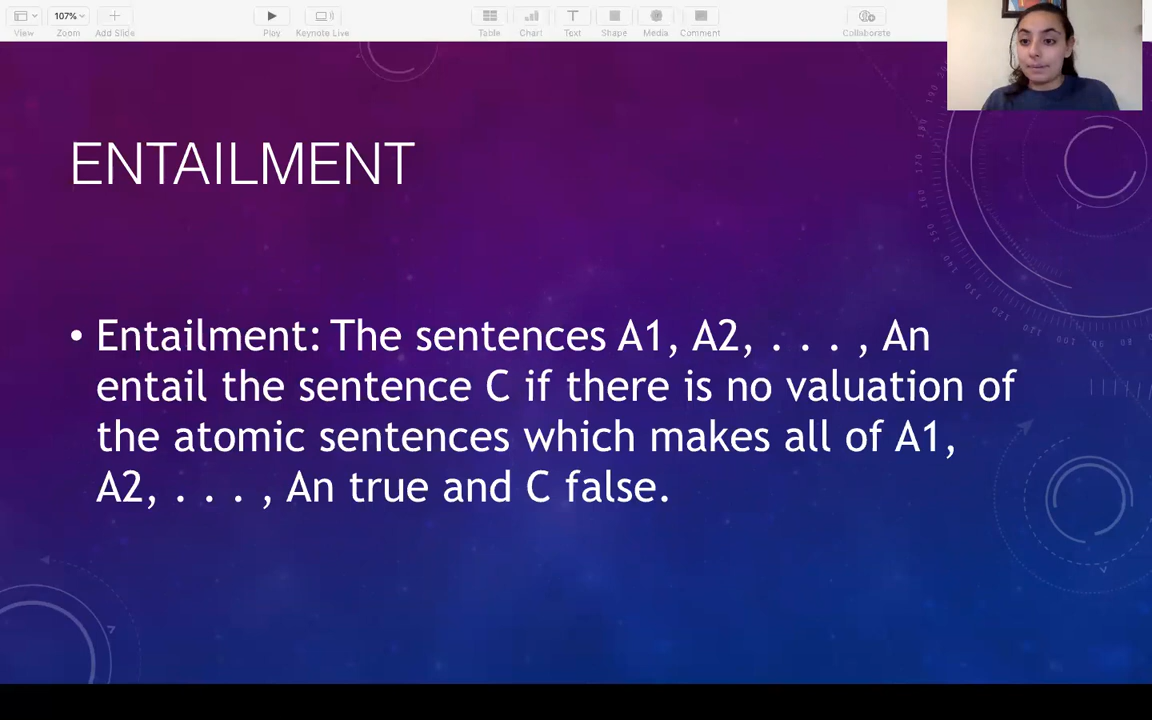 107%
View Zoom Add Slide Play Keynote Live Table Chart Text Shape Media Comment Collaborate
ENTAILMENT
• Entailment: The sentences A1, A2, . . . , An
entail the sentence C if there is no valuation of
the atomic sentences which makes all of A1,
A2, . . . , An true and C false.